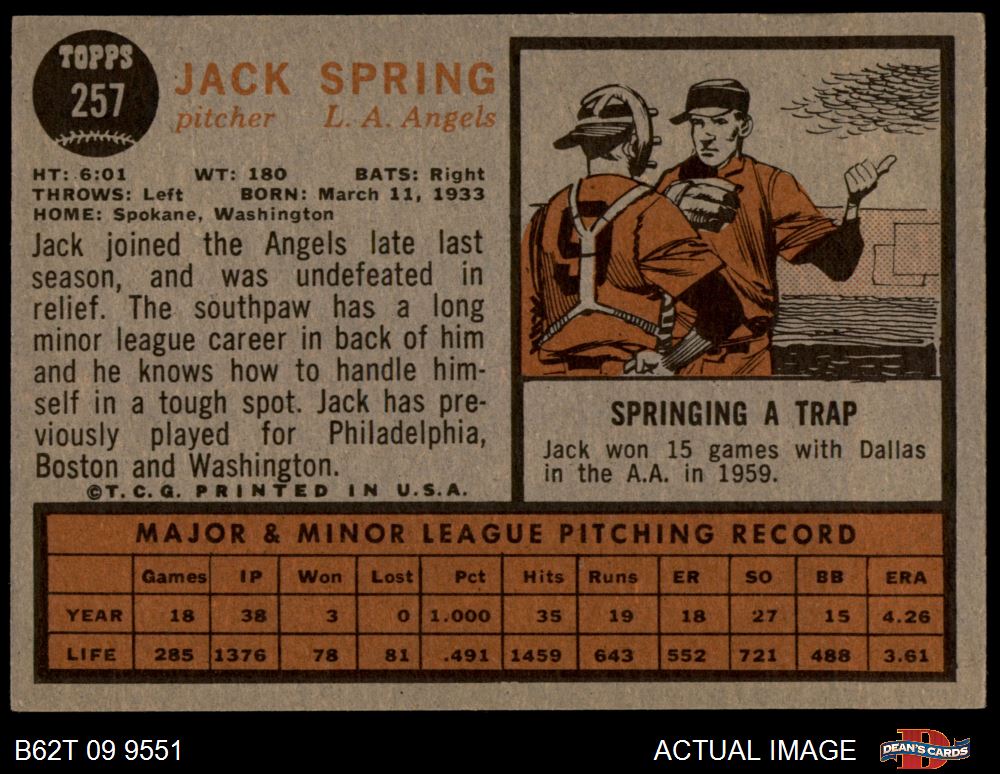 TOPPS
257
JACK SPRING
pitcher L. A. Angels
HT: 6:01 WT: 180 BATS: Right
THROWS: Left BORN: March 11, 1933
HOME: Spokane, Washington
Jack joined the Angels late last
season, and was undefeated in
relief. The southpaw has a long
minor league career in back of him
and he knows how to handle him-
self in a tough spot. Jack has pre-
viously played for Philadelphia,
Boston and Washington.
©T. C. G. PRINTED IN U.S.A.
9
SPRINGING A TRAP
Jack won 15 games with Dallas
in the A.A. in 1959.
MAJOR & MINOR LEAGUE PITCHING RECORD
Games IP Won Lost Pct Hits Runs ER SO BB ERA
YEAR 18 38 3 0 1.000 35 19 18 27 15 4.26
LIFE 285 1376 78 81 .491 1459 643 552 721 488 3.61
B62T 09 9551 ACTUAL IMAGE DEAN'S CARDS